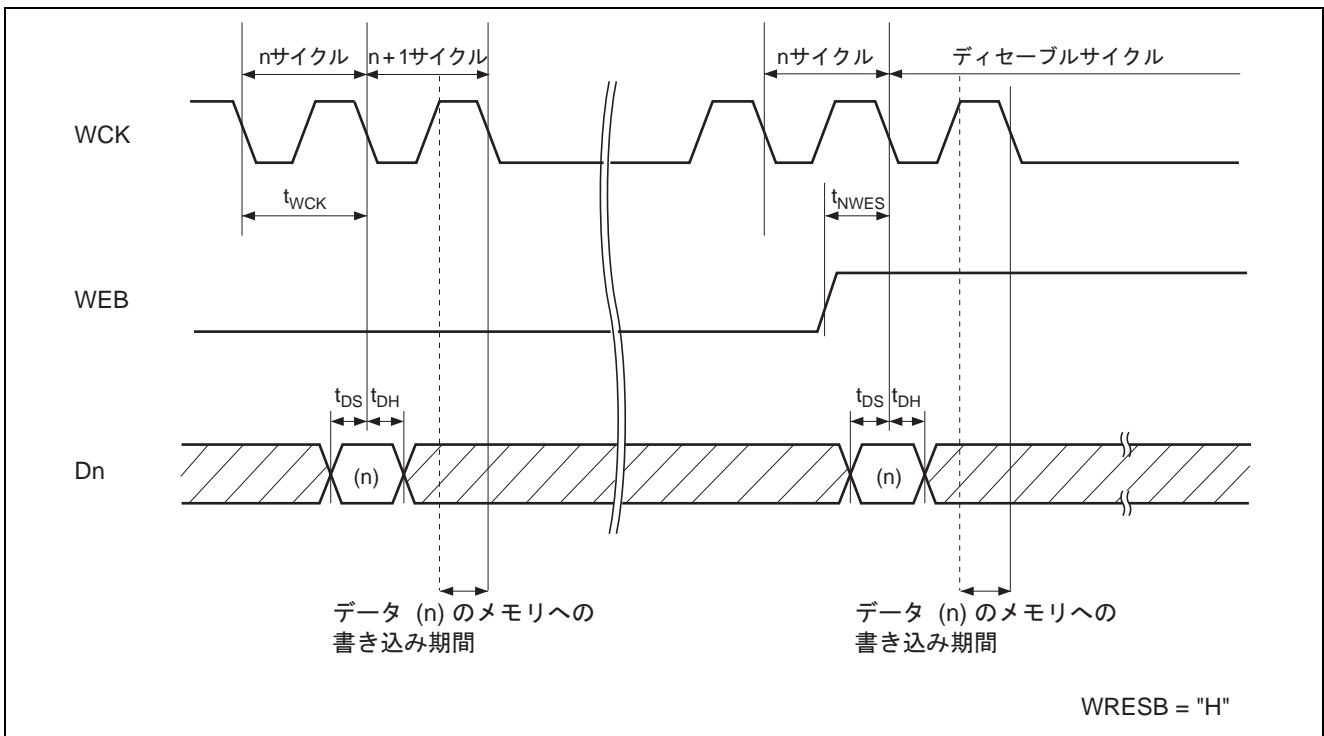 nサイクル n+1サイクル nサイクル ディセーブルサイクル
WCK
tWCK tNWES
WEB
tDS tDH tDS tDH
Dn (n) (n)
データ (n) のメモリへの データ (n) のメモリへの
書き込み期間 書き込み期間
WRESB = "H"